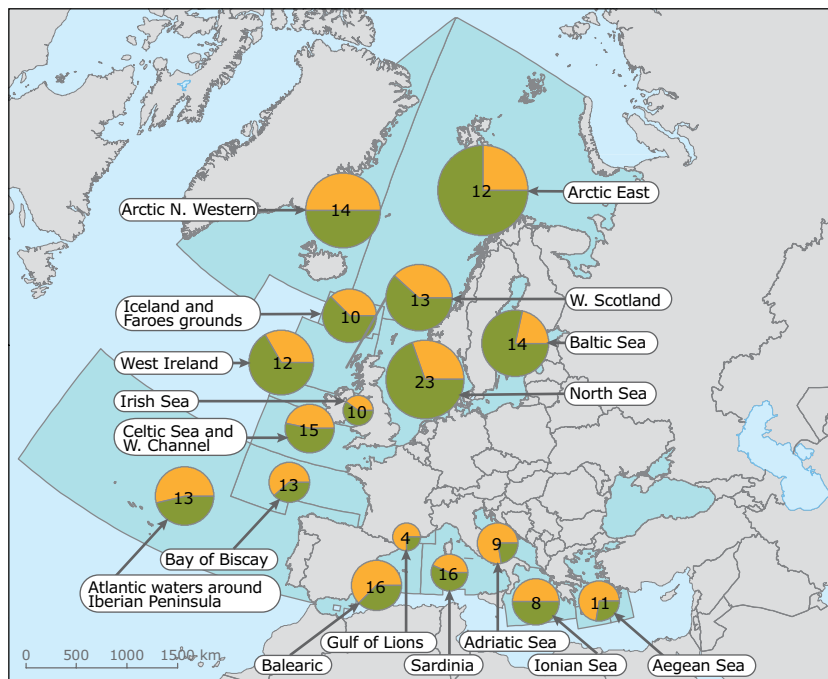 12
Arctic East
Arctic N. Western
14
Iceland and
Faroes grounds
10
13
W. Scotland
West Ireland
12
14
Baltic Sea
Irish Sea
10
23
North Sea
Celtic Sea and
W. Channel
15
13
13
Bay of Biscay
Atlantic waters around
Iberian Peninsula
4
9
16
16
8
11
Gulf of Lions
Adriatic Sea
Balearic
Sardinia
Ionian Sea
Aegean Sea
0 500 1000 1500 km